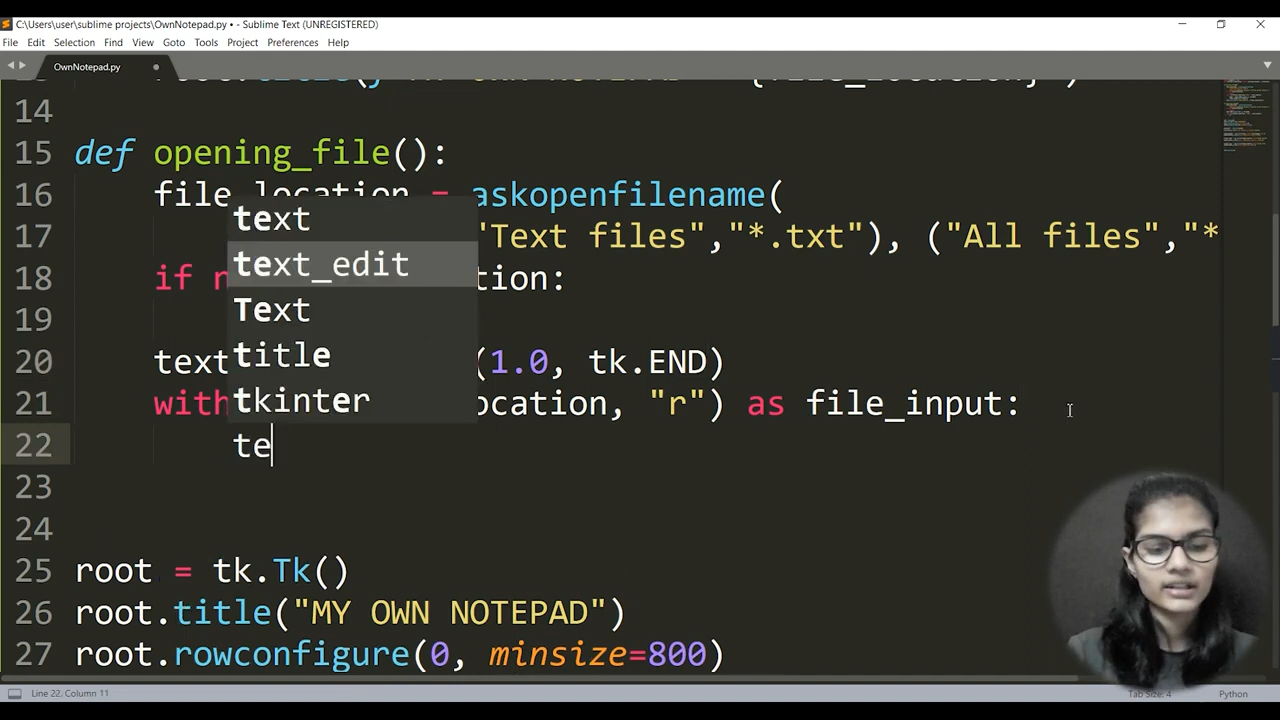 C:\Users\user\sublime projects\OwnNotepad.py • - Sublime Text (UNREGISTERED)
File Edit Selection Find View Goto Tools Project Preferences Help
OwnNotepad.py
14
15 def opening_file():
16 file_location = askopenfilename(
17 "Text files","*.txt"), ("All files","*
18 if n tion:
19
20 text (1.0, tk.END)
21 with ocation, "r") as file_input:
22 te
text
text_edit
Text
title
tkinter
23
24
25 root = tk.Tk()
26 root.title("MY OWN NOTEPAD")
27 root.rowconfigure(0, minsize=800)
Line 22, Column 11
Tab Size: 4
Python